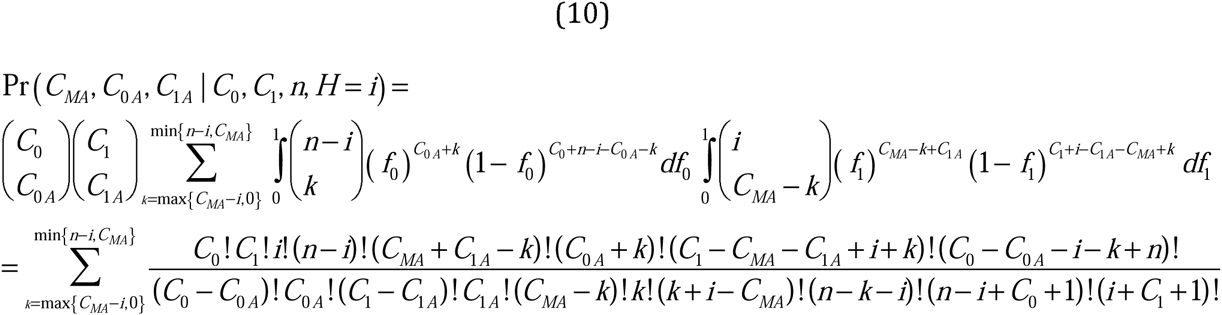 (10)
Pr(C_{MA}, C_{0A}, C_{1A} | C_0, C_1, n, H = i) =
\binom{C_0}{C_{0A}} \binom{C_1}{C_{1A}} \sum_{k=max{C_{MA}−i,0}}^{min{n−i,C_{MA}}} \int_0^1 \binom{n−i}{k} (f_0)^{C_{0A}+k} (1−f_0)^{C_0+n−i−C_{0A}−k} df_0 \int_0^1 \binom{i}{C_{MA}−k} (f_1)^{C_{MA}−k+C_{1A}} (1−f_1)^{C_1+i−C_{1A}−C_{MA}+k} df_1
= \sum_{k=max{C_{MA}−i,0}}^{min{n−i,C_{MA}}} \frac{C_0! C_1! i! (n−i)! (C_{MA}+C_{1A}−k)! (C_{0A}+k)! (C_1−C_{MA}−C_{1A}+i+k)! (C_0−C_{0A}−i−k+n)!}{(C_0−C_{0A})! C_{0A}! (C_1−C_{1A})! C_{1A}! (C_{MA}−k)! k! (k+i−C_{MA})! (n−k−i)! (n−i+C_0+1)! (i+C_1+1)!}